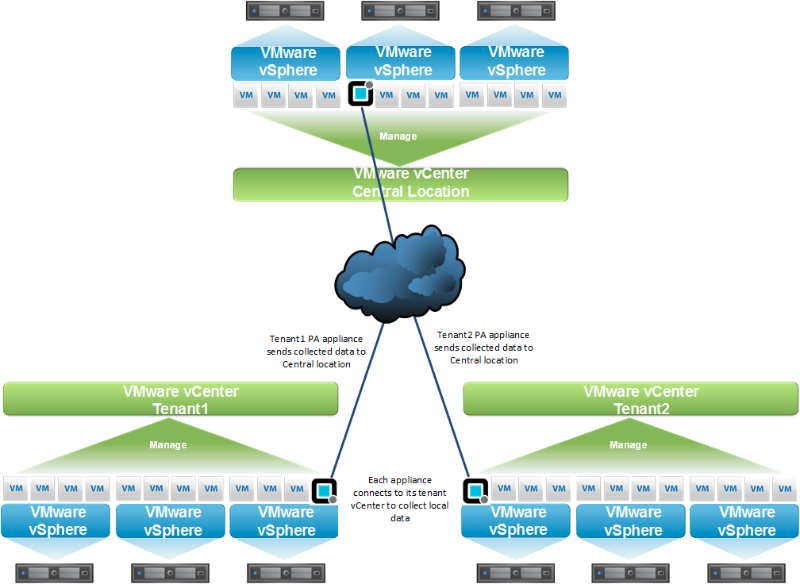 VMware
vSphere
VMware
vSphere
VMware
vSphere
VM VM VM VM VM VM VM VM VM VM VM
Manage
VMware vCenter
Central Location
Tenant1 PA appliance
sends collected data to
Central location
Tenant2 PA appliance
sends collected data to
Central location
VMware vCenter
Tenant1
VMware vCenter
Tenant2
Manage
Manage
VM VM VM VM VM VM VM VM VM VM VM
Each appliance
connects to its tenant
vCenter to collect local
data
VM VM VM VM VM VM VM VM VM VM VM
VMware
vSphere
VMware
vSphere
VMware
vSphere
VMware
vSphere
VMware
vSphere
VMware
vSphere